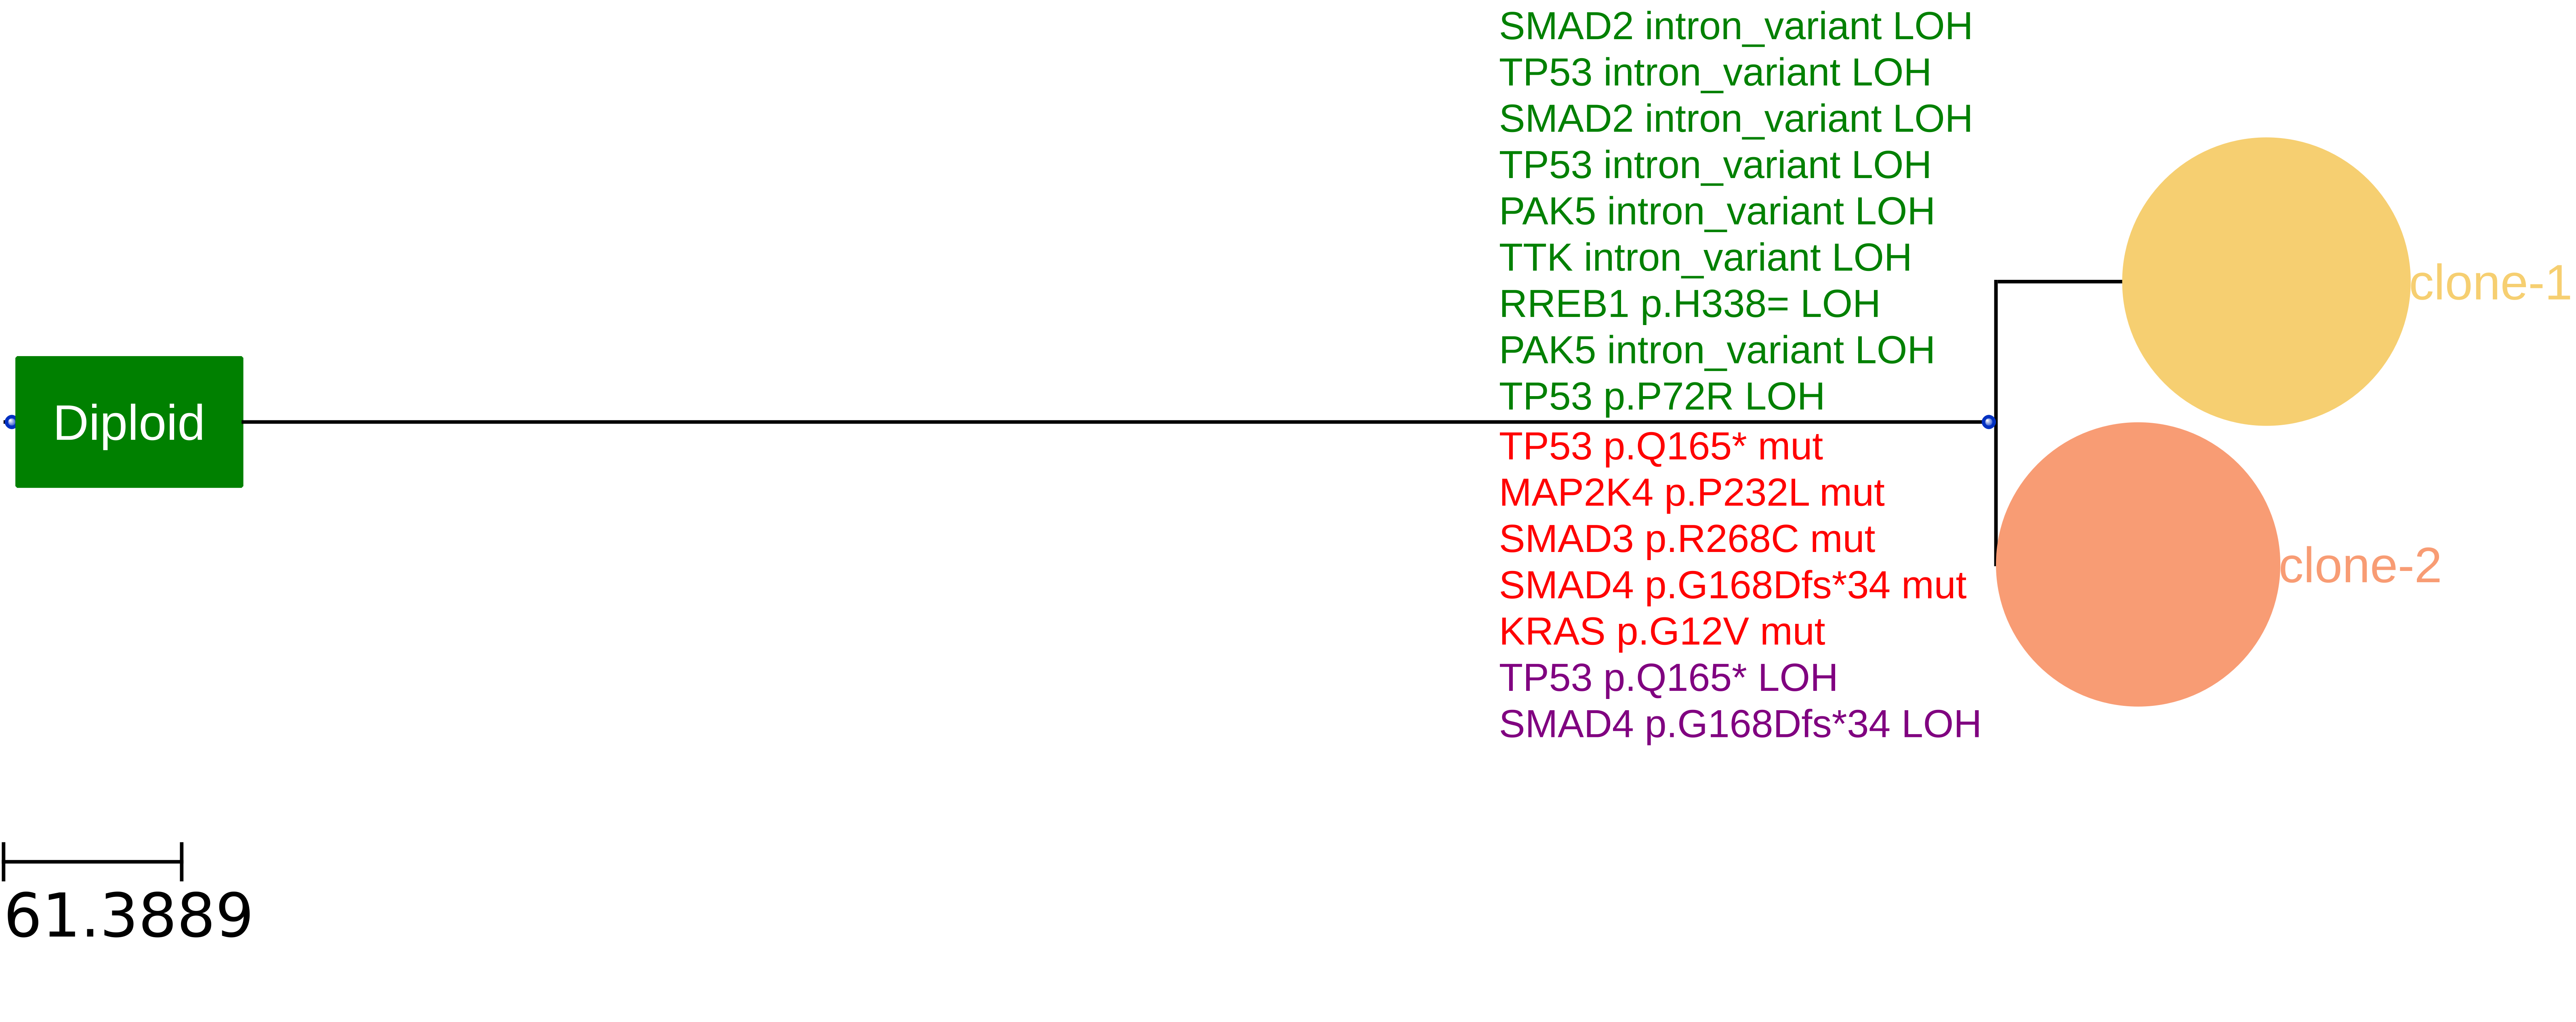 SMAD2 intron_variant LOH
TP53 intron_variant LOH
SMAD2 intron_variant LOH
TP53 intron_variant LOH
PAK5 intron_variant LOH
TTK intron_variant LOH
RREB1 p.H338= LOH
PAK5 intron_variant LOH
TP53 p.P72R LOH
clone-1
Diploid
TP53 p.Q165* mut
MAP2K4 p.P232L mut
SMAD3 p.R268C mut
SMAD4 p.G168Dfs*34 mut
KRAS p.G12V mut
TP53 p.Q165* LOH
SMAD4 p.G168Dfs*34 LOH
clone-2
61.3889